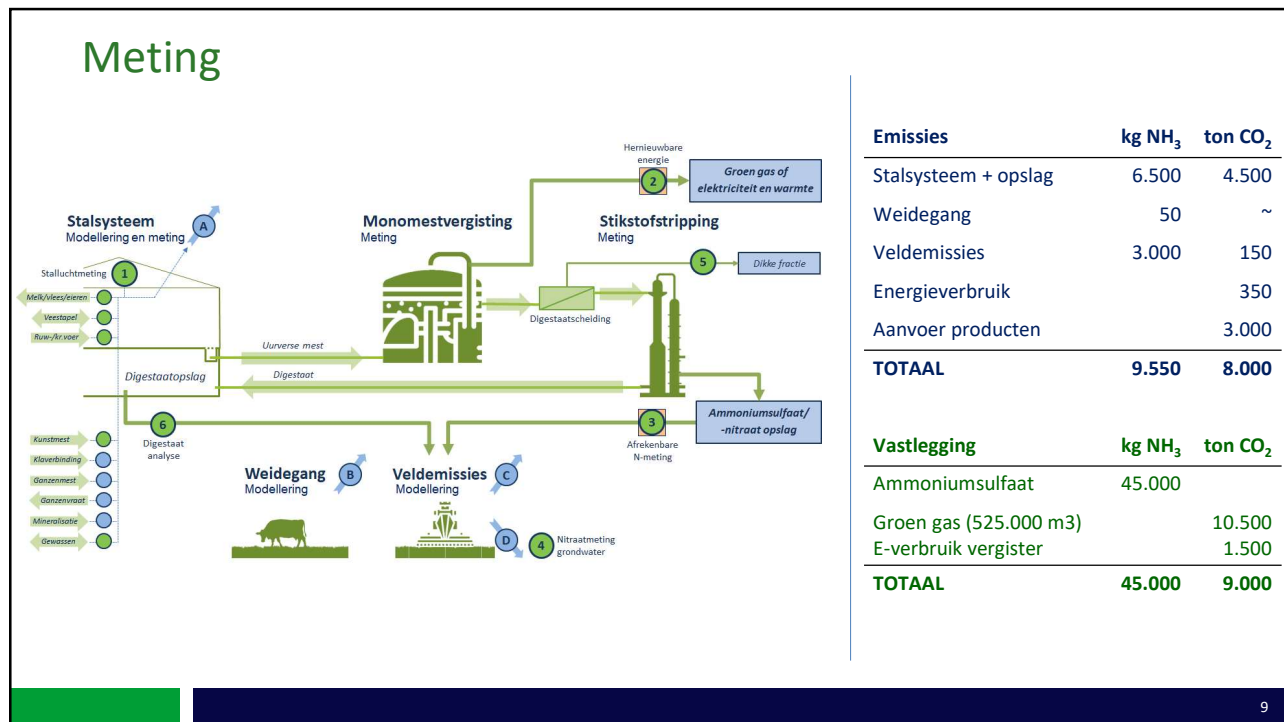 Meting
Hernieuwbare
energie
2
Groen gas of
elektriciteit en warmte
Stalsysteem
Modellering en meting
A
Monomestvergisting
Meting
Stikstofstripping
Meting
Stalluchtmeting
1
5
Dikke fractie
Melk/vlees/eieren
Veestapel
Ruw-/kr.voer
Digestaatscheiding
Uurverse mest
Digestaatopslag
Digestaat
6
Digestaat
analyse
3
Afrekenbare
N-meting
Ammoniumsulfaat/
-nitraat opslag
Kunstmest
Klaverbinding
Ganzenmest
Ganzenvraat
Mineralisatie
Gewassen
Weidegang
Modellering
B
Veldemissies
Modellering
C
D
4
Nitraatmeting
grondwater
Emissies kg NH3 ton CO2
Stalsysteem + opslag 6.500 4.500
Weidegang 50 ~
Veldemissies 3.000 150
Energieverbruik 350
Aanvoer producten 3.000
TOTAAL 9.550 8.000
Vastlegging kg NH3 ton CO2
Ammoniumsulfaat 45.000
Groen gas (525.000 m3) 10.500
E-verbruik vergister 1.500
TOTAAL 45.000 9.000
9